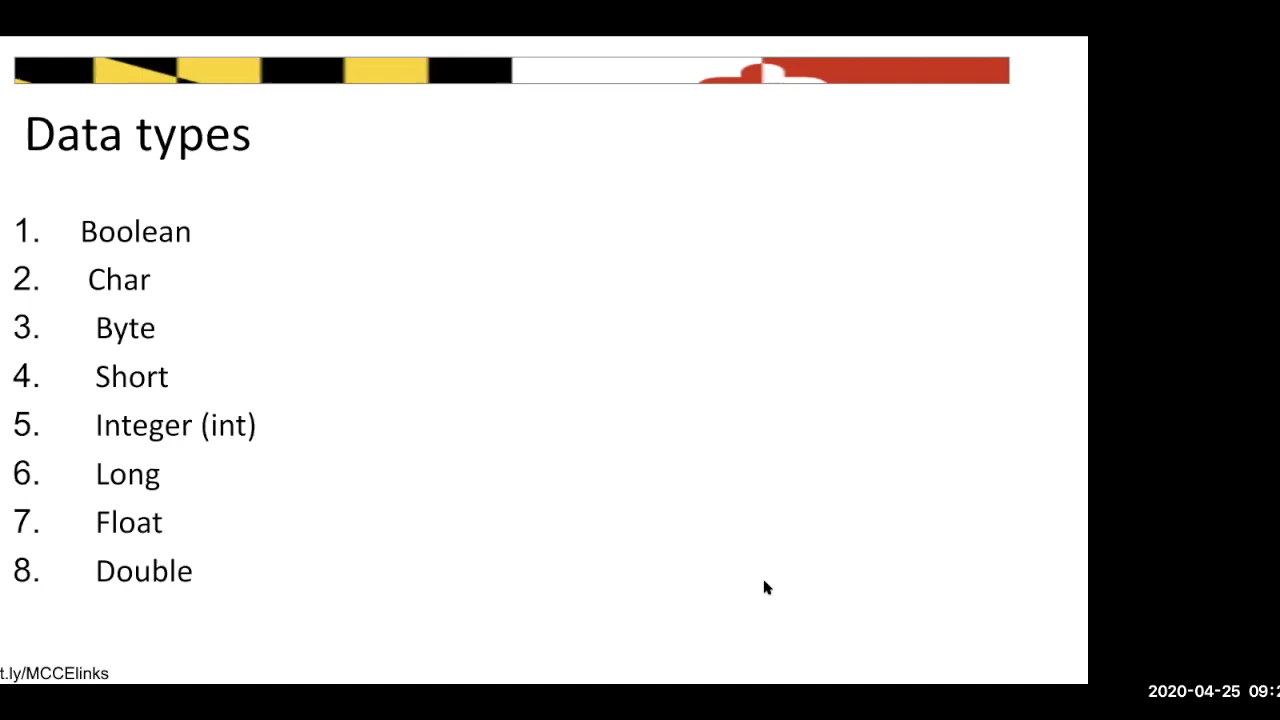 Data types
1. Boolean
2. Char
3. Byte
4. Short
5. Integer (int)
6. Long
7. Float
8. Double
t.ly/MCCElinks
2020-04-25 09:2